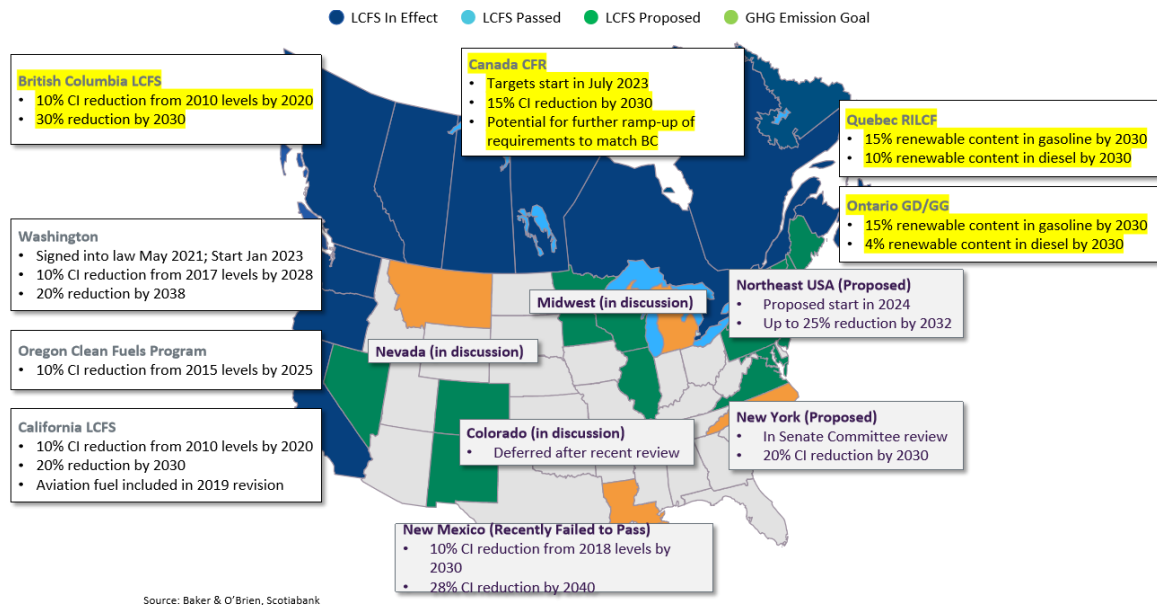 LCFS In Effect
LCFS Passed
LCFS Proposed
GHG Emission Goal
British Columbia LCFS
• 10% CI reduction from 2010 levels by 2020
• 30% reduction by 2030
Canada CFR
• Targets start in July 2023
• 15% CI reduction by 2030
• Potential for further ramp-up of
requirements to match BC
Quebec RILCF
• 15% renewable content in gasoline by 2030
• 10% renewable content in diesel by 2030
Ontario GD/GG
• 15% renewable content in gasoline by 2030
• 4% renewable content in diesel by 2030
Washington
• Signed into law May 2021; Start Jan 2023
• 10% CI reduction from 2017 levels by 2028
• 20% reduction by 2038
Northeast USA (Proposed)
• Proposed start in 2024
• Up to 25% reduction by 2032
Midwest (in discussion)
Oregon Clean Fuels Program
• 10% CI reduction from 2015 levels by 2025
Nevada (in discussion)
California LCFS
• 10% CI reduction from 2010 levels by 2020
• 20% reduction by 2030
• Aviation fuel included in 2019 revision
Colorado (in discussion)
• Deferred after recent review
New York (Proposed)
• In Senate Committee review
• 20% CI reduction by 2030
New Mexico (Recently Failed to Pass)
• 10% CI reduction from 2018 levels by
2030
• 28% CI reduction by 2040
Source: Baker & O'Brien, Scotiabank